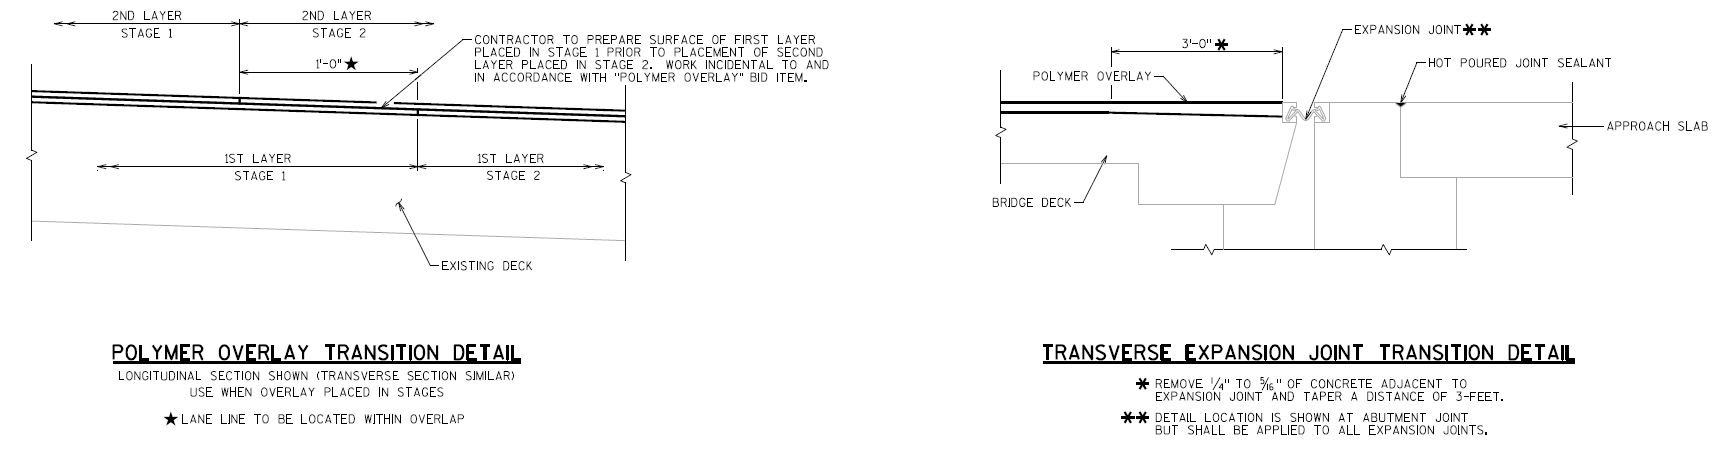 2ND LAYER
STAGE 1
2ND LAYER
STAGE 2
1'-0"★
CONTRACTOR TO PREPARE SURFACE OF FIRST LAYER
PLACED IN STAGE 1 PRIOR TO PLACEMENT OF SECOND
LAYER PLACED IN STAGE 2. WORK INCIDENTAL TO AND
IN ACCORDANCE WITH "POLYMER OVERLAY" BID ITEM.
1ST LAYER
STAGE 1
1ST LAYER
STAGE 2
EXISTING DECK
POLYMER OVERLAY TRANSITION DETAIL
LONGITUDINAL SECTION SHOWN (TRANSVERSE SECTION SIMILAR)
USE WHEN OVERLAY PLACED IN STAGES
★ LANE LINE TO BE LOCATED WITHIN OVERLAP
EXPANSION JOINT✱✱
3'-0"✱
HOT POURED JOINT SEALANT
POLYMER OVERLAY
APPROACH SLAB
BRIDGE DECK
TRANSVERSE EXPANSION JOINT TRANSITION DETAIL
✱ REMOVE 1/4" TO 5/16" OF CONCRETE ADJACENT TO
EXPANSION JOINT AND TAPER A DISTANCE OF 3-FEET.
✱✱ DETAIL LOCATION IS SHOWN AT ABUTMENT JOINT
BUT SHALL BE APPLIED TO ALL EXPANSION JOINTS.